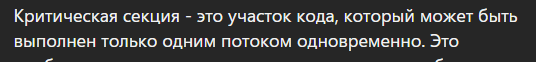 Критическая секция - это участок кода, который может быть
выполнен только одним потоком одновременно. Это